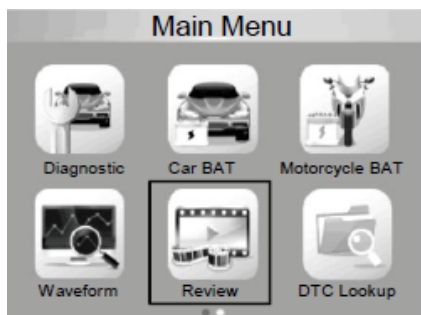 Main Menu
Diagnostic Car BAT Motorcycle BAT
Waveform Review DTC Lookup